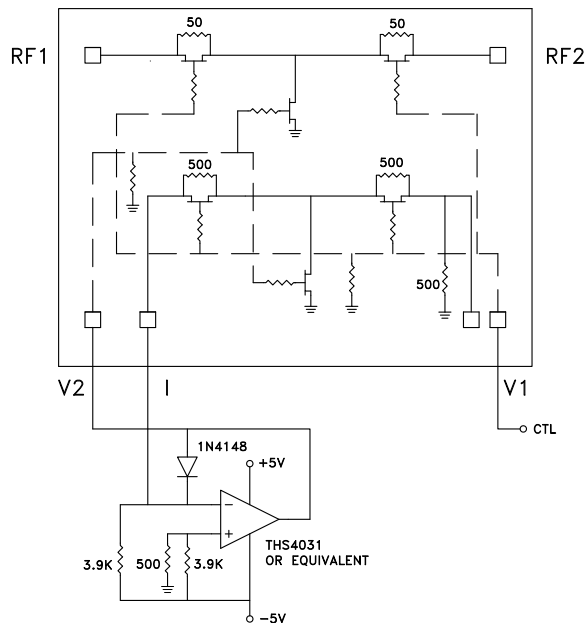 50
50
RF1
RF2
500
500
500
V2
I
V1
CTL
1N4148
+5V
−
+
THS4031
OR EQUIVALENT
3.9K
500
3.9K
−5V